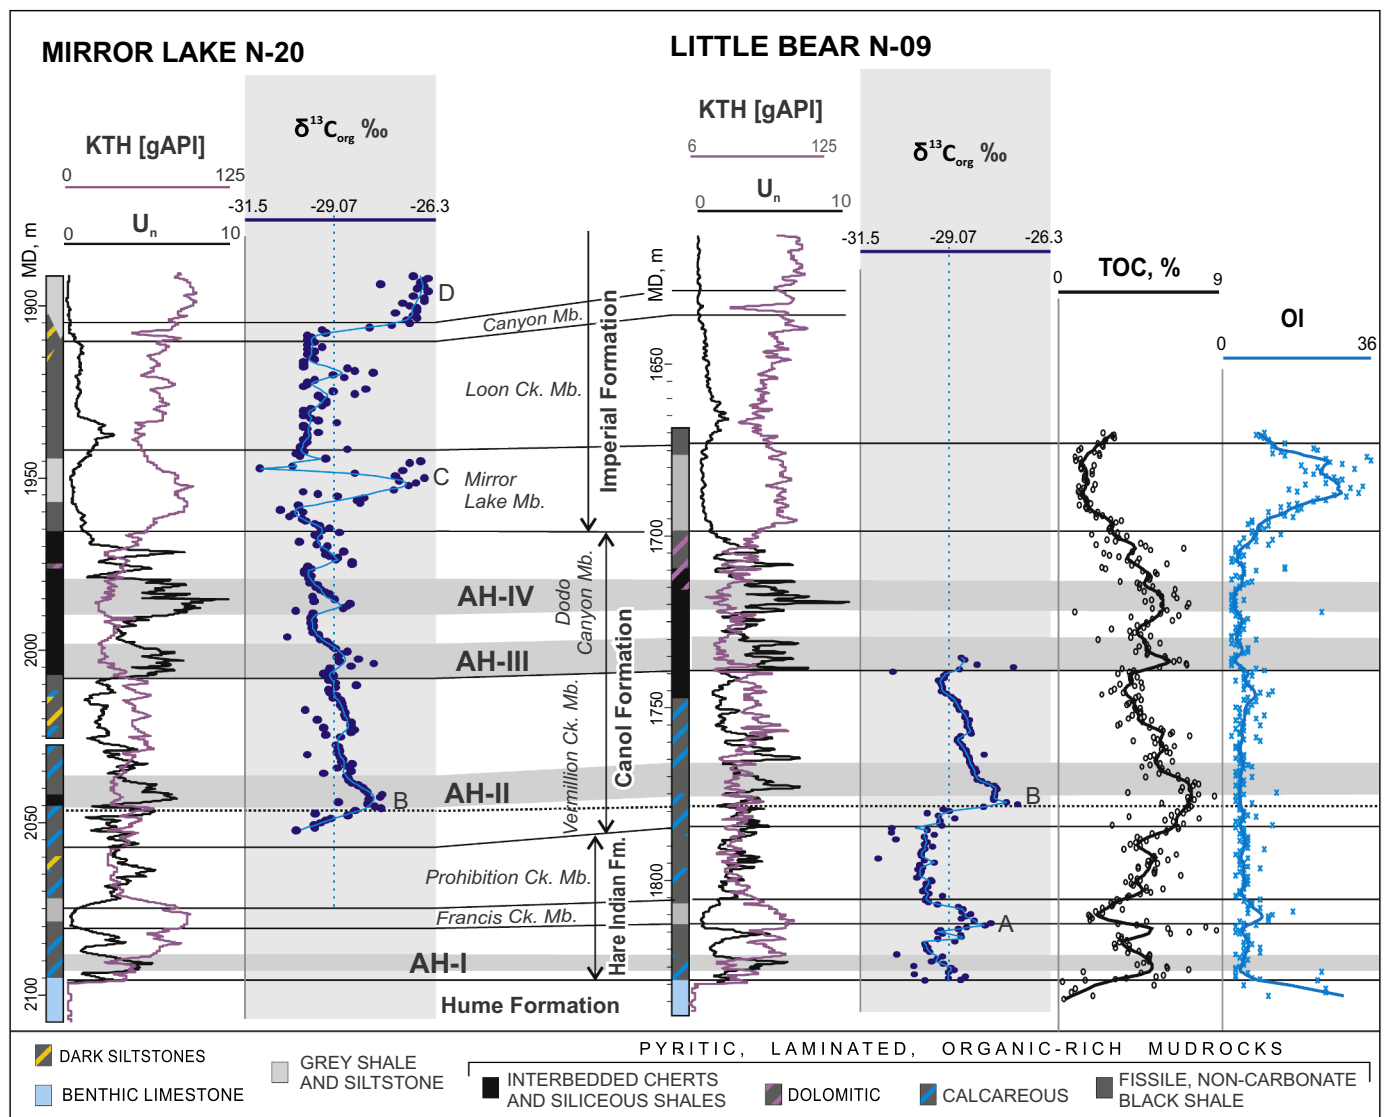 MIRROR LAKE N-20
LITTLE BEAR N-09
KTH [gAPI]
0 125
Uₙ
0 10
MD, m
δ¹³C_org ‰
-31.5 -29.07 -26.3
KTH [gAPI]
6 125
Uₙ
0 10
MD, m
δ¹³C_org ‰
-31.5 -29.07 -26.3
0 TOC, % 9
OI
0 36
1900
1950
2000
2050
2100
1650
1700
1750
1800
D
C
B
B
A
Canyon Mb.
Loon Ck. Mb.
Mirror
Lake Mb.
Imperial Formation
Dodo
Canyon Mb.
AH-IV
AH-III
Vermillion Ck. Mb.
Canol Formation
AH-II
Prohibition Ck. Mb.
Francis Ck. Mb.
Hare Indian Fm.
AH-I
Hume Formation
DARK SILTSTONES
BENTHIC LIMESTONE
GREY SHALE
AND SILTSTONE
PYRITIC, LAMINATED, ORGANIC-RICH MUDROCKS
INTERBEDDED CHERTS
AND SILICEOUS SHALES
DOLOMITIC
CALCAREOUS
FISSILE, NON-CARBONATE
BLACK SHALE